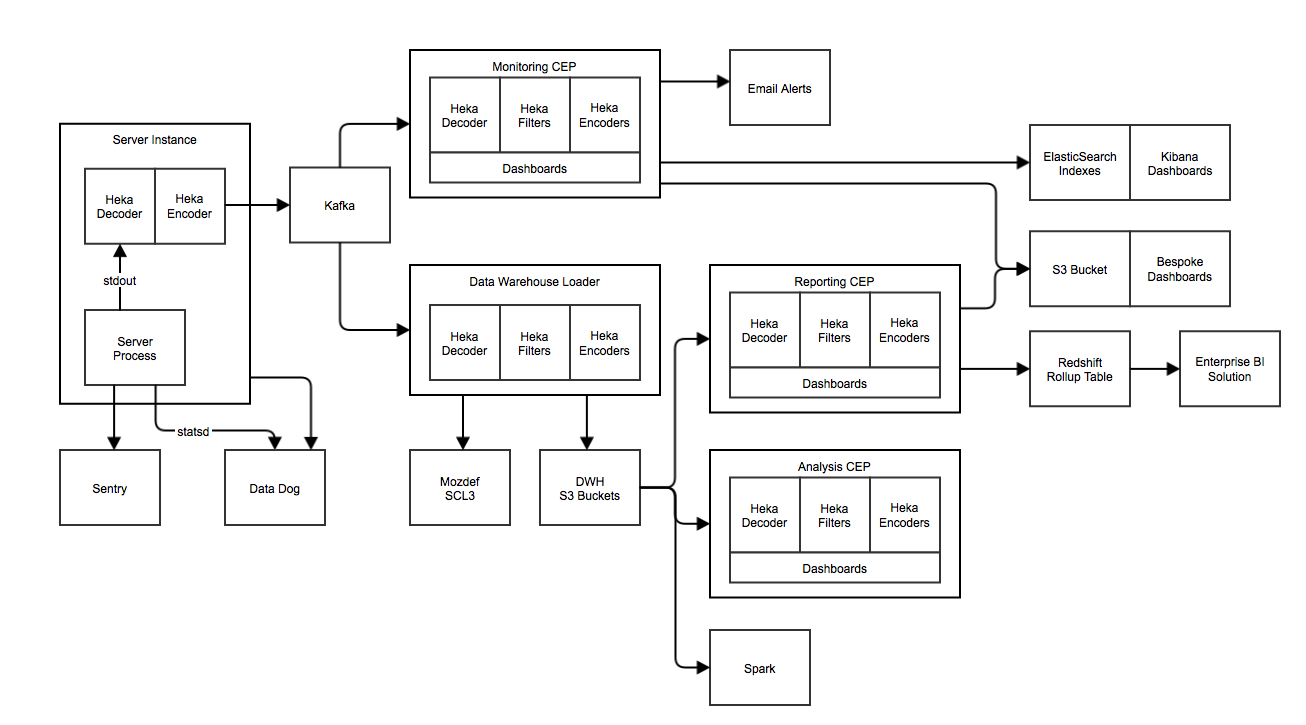 Monitoring CEP
Heka
Decoder
Heka
Filters
Heka
Encoders
Dashboards
Email Alerts
Server Instance
Heka
Decoder
Heka
Encoder
stdout
Server
Process
statsd
Kafka
ElasticSearch
Indexes
Kibana
Dashboards
S3 Bucket
Bespoke
Dashboards
Data Warehouse Loader
Heka
Decoder
Heka
Filters
Heka
Encoders
Reporting CEP
Heka
Decoder
Heka
Filters
Heka
Encoders
Dashboards
Redshift
Rollup Table
Enterprise BI
Solution
Sentry
Data Dog
Mozdef
SCL3
DWH
S3 Buckets
Analysis CEP
Heka
Decoder
Heka
Filters
Heka
Encoders
Dashboards
Spark